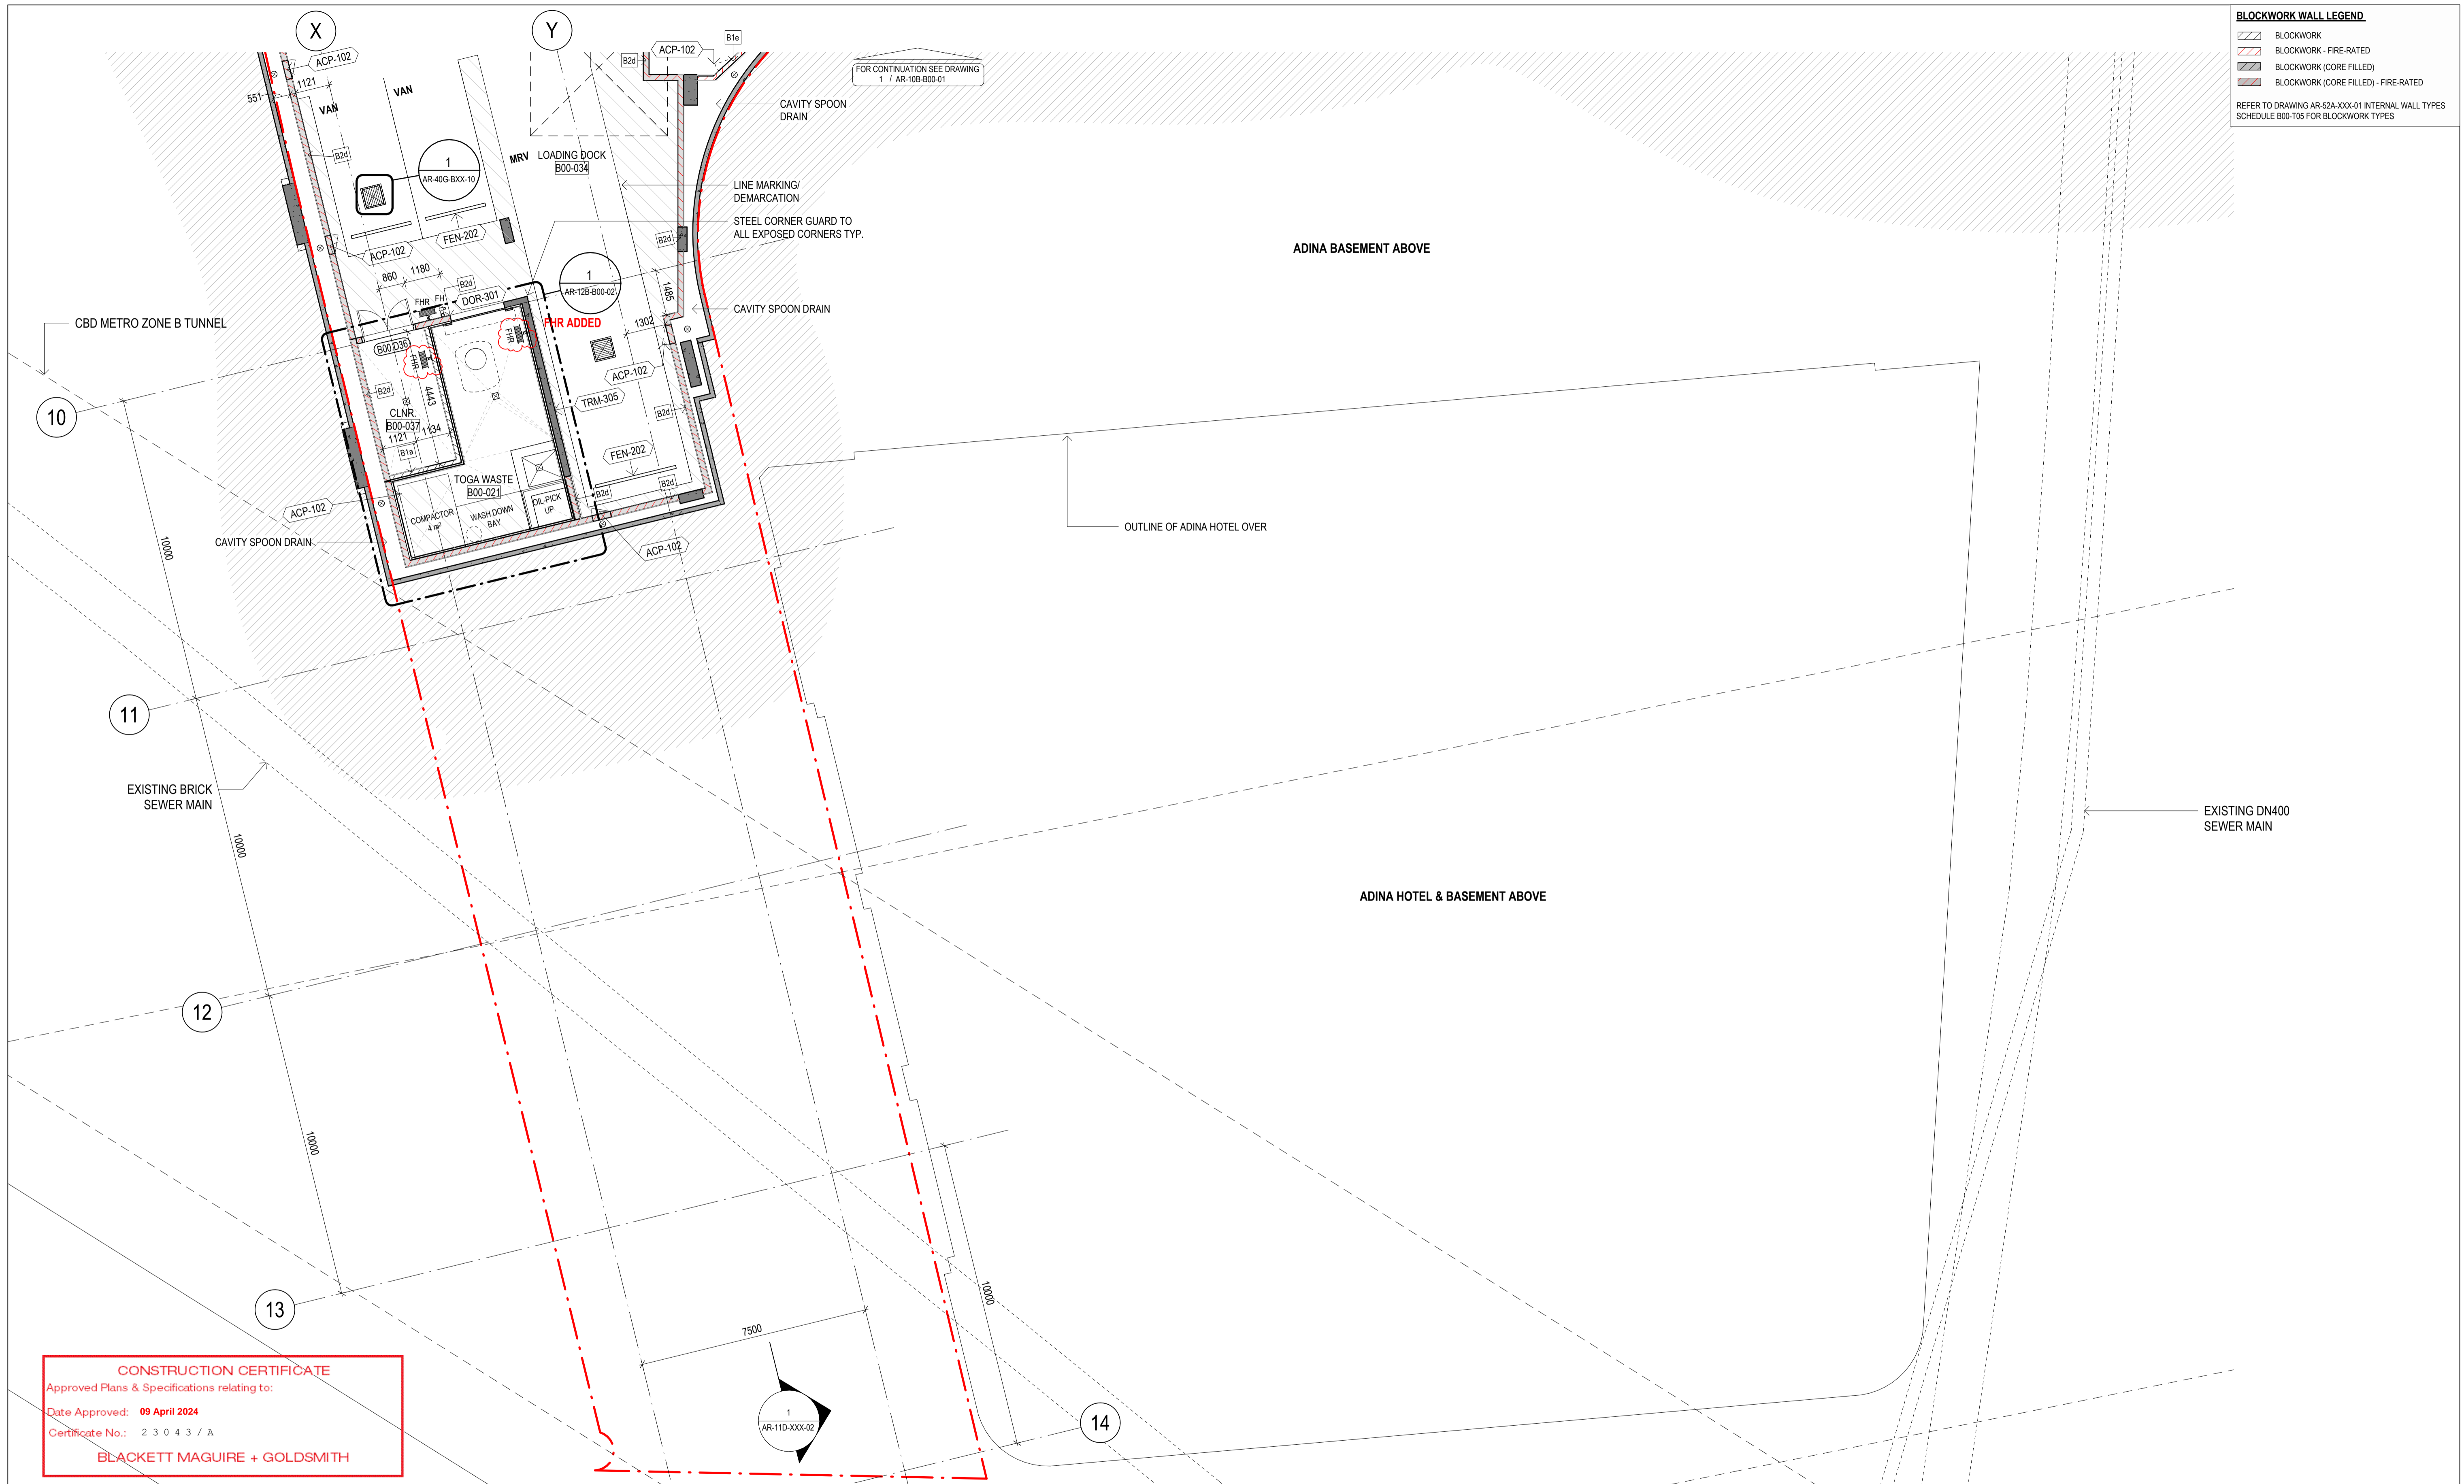 X
Y
BLOCKWORK WALL LEGEND
BLOCKWORK
BLOCKWORK - FIRE-RATED
BLOCKWORK (CORE FILLED)
BLOCKWORK (CORE FILLED) - FIRE-RATED
REFER TO DRAWING AR-52A-XXX-01 INTERNAL WALL TYPES
SCHEDULE B00-T05 FOR BLOCKWORK TYPES
ACP-102
1121
551
VAN
VAN
B2d
ACP-102
B1e
FOR CONTINUATION SEE DRAWING
1 / AR-10B-B00-01
CAVITY SPOON
DRAIN
B2d
1
AR-40G-BXX-10
MRV
LOADING DOCK
B00-034
LINE MARKING/
DEMARCATION
STEEL CORNER GUARD TO
ALL EXPOSED CORNERS TYP.
FEN-202
ACP-102
B2d
ADINA BASEMENT ABOVE
860
1180
B2d
FHR
FH
DOR-301
1
AR-12B-B00-02
1485
CAVITY SPOON DRAIN
CBD METRO ZONE B TUNNEL
FHR ADDED
1302
B00.D36
FHR
FHR
ACP-102
B2d
4443
TRM-305
B2d
10
CLNR.
B00-037
1121
1134
B1a
FEN-202
TOGA WASTE
B00-021
B2d
B2d
ACP-102
COMPACTOR
4 m²
WASH DOWN
BAY
OIL-PICK
UP
CAVITY SPOON DRAIN
ACP-102
OUTLINE OF ADINA HOTEL OVER
10000
11
EXISTING BRICK
SEWER MAIN
10000
EXISTING DN400
SEWER MAIN
ADINA HOTEL & BASEMENT ABOVE
12
10000
13
10000
7500
1
AR-11D-XXX-02
14
CONSTRUCTION CERTIFICATE
Approved Plans & Specifications relating to:
Date Approved: 09 April 2024
Certificate No.: 23043/A
BLACKETT MAGUIRE + GOLDSMITH